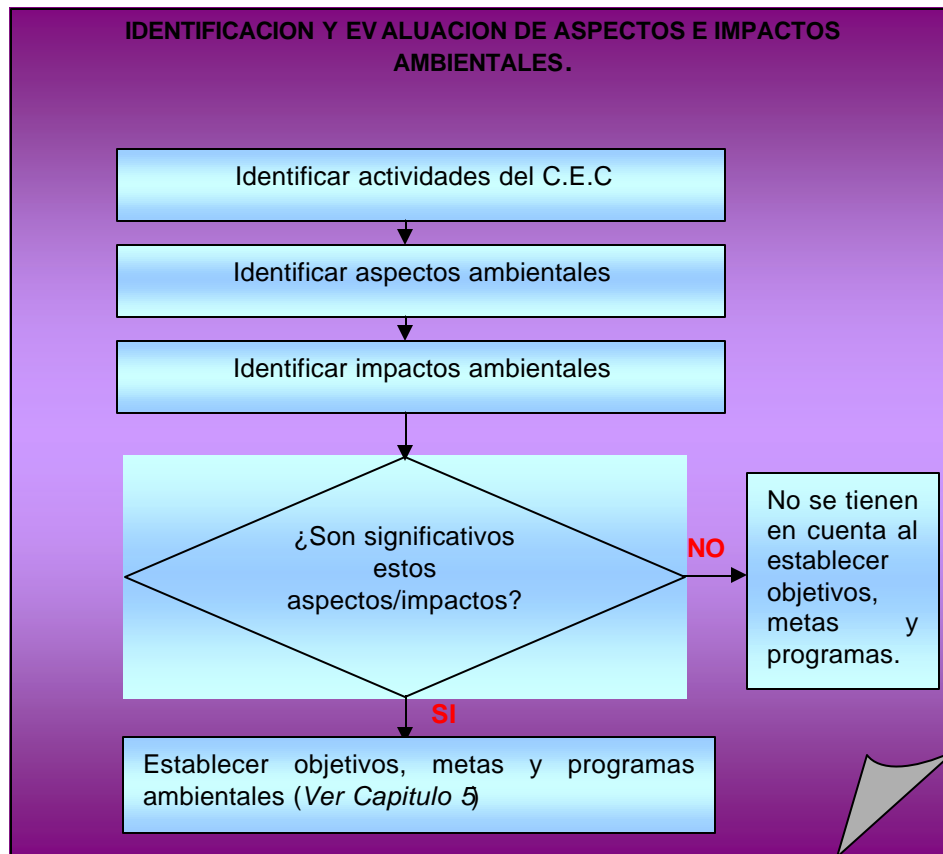 IDENTIFICACION Y EV ALUACION DE ASPECTOS E IMPACTOS
AMBIENTALES.
Identificar actividades del C.E.C
Identificar aspectos ambientales
Identificar impactos ambientales
¿Son significativos
estos
aspectos/impactos?
NO
No se tienen
en cuenta al
establecer
objetivos,
metas y
programas.
SI
Establecer objetivos, metas y programas
ambientales (Ver Capitulo 5)